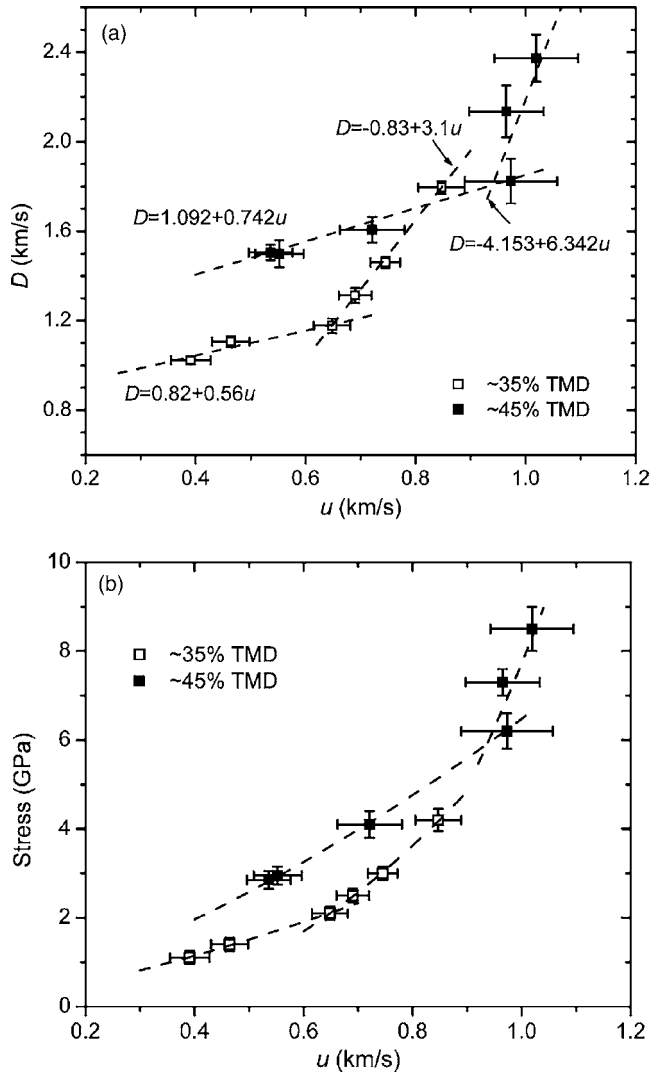 (a)
2.4
2.0
1.6
1.2
0.8
D (km/s)
D=-0.83+3.1u
D=1.092+0.742u
D=-4.153+6.342u
D=0.82+0.56u
~35% TMD
~45% TMD
0.2 0.4 0.6 0.8 1.0 1.2
u (km/s)
(b)
10
8
6
4
2
0
Stress (GPa)
~35% TMD
~45% TMD
0.2 0.4 0.6 0.8 1.0 1.2
u (km/s)